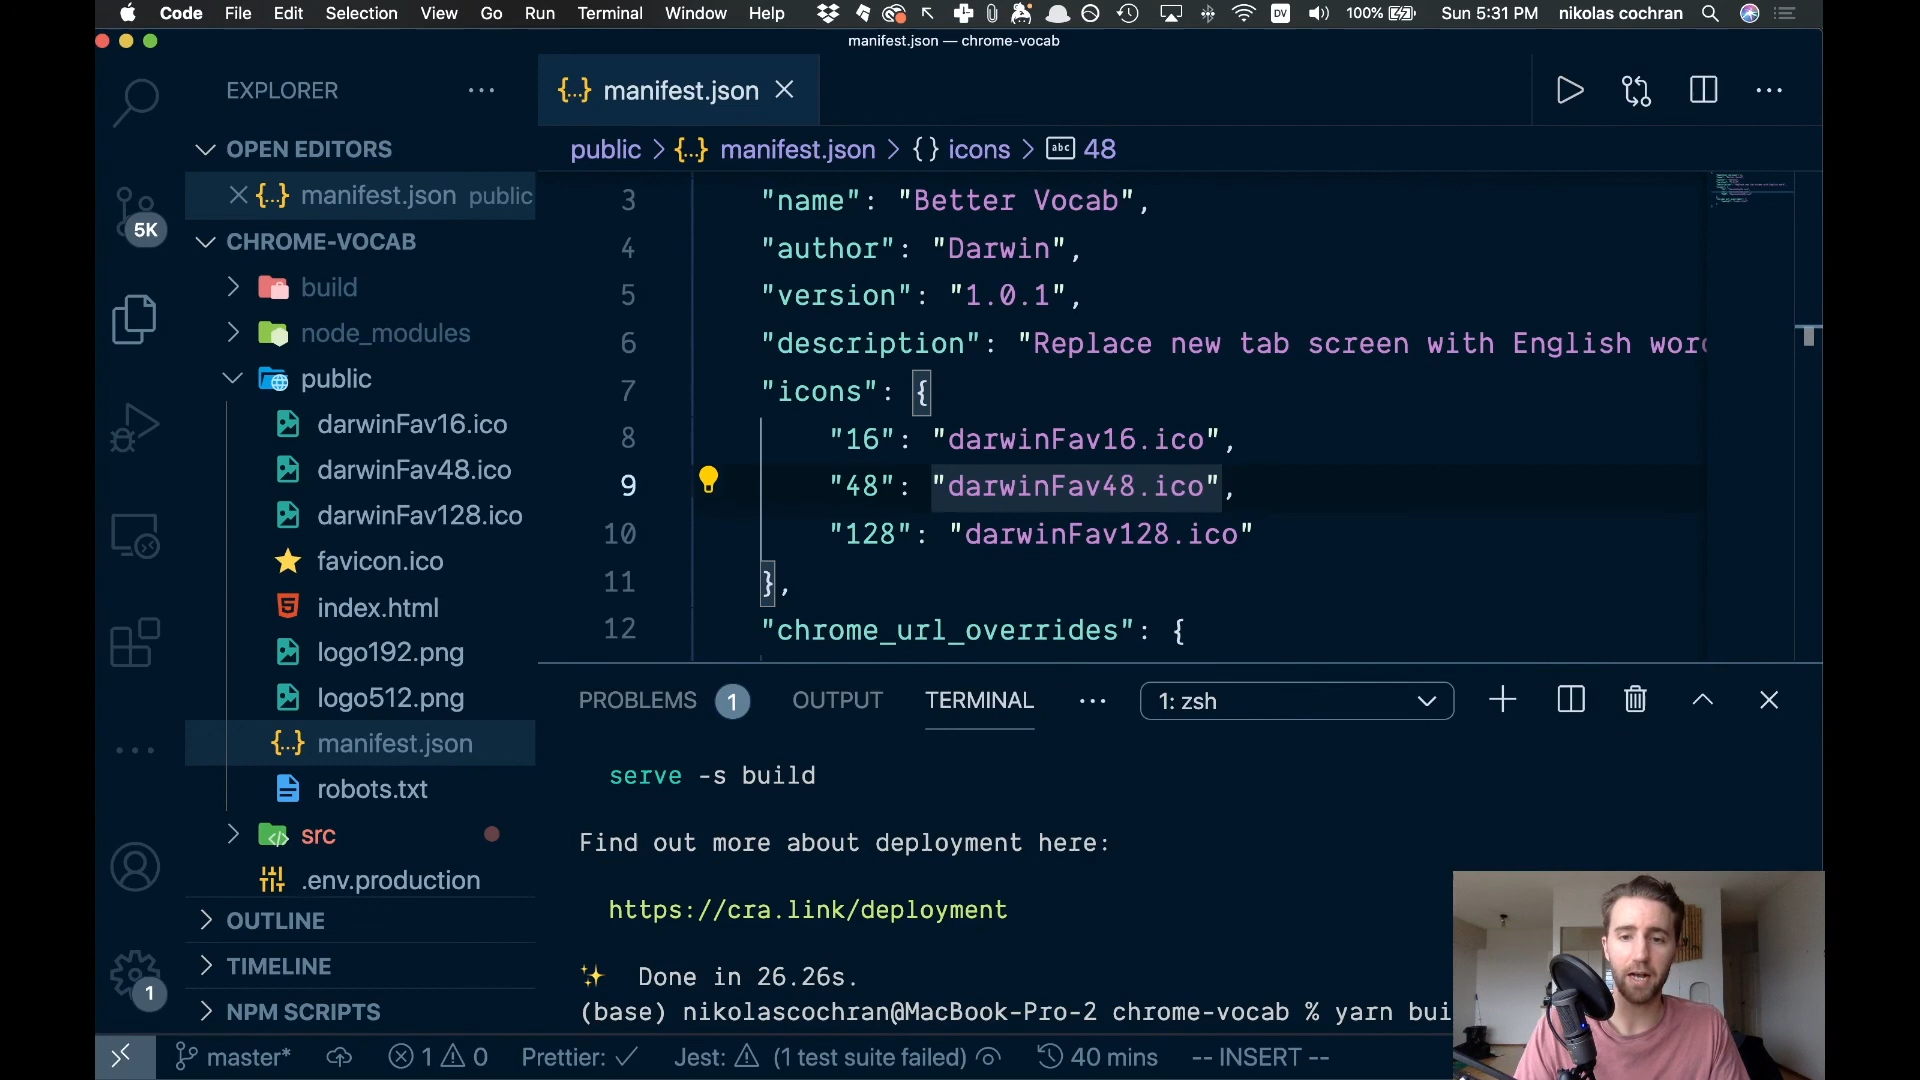 Code File Edit Selection View Go Run Terminal Window Help DV 100% Sun 5:31 PM nikolas cochran
manifest.json — chrome-vocab
EXPLORER
manifest.json
OPEN EDITORS
public > {...} manifest.json > { } icons > abc 48
{...} manifest.json public
5K
CHROME-VOCAB
build
node_modules
public
darwinFav16.ico
darwinFav48.ico
darwinFav128.ico
favicon.ico
index.html
logo192.png
logo512.png
{...} manifest.json
robots.txt
src
.env.production
OUTLINE
TIMELINE
NPM SCRIPTS
1
3 "name": "Better Vocab",
4 "author": "Darwin",
5 "version": "1.0.1",
6 "description": "Replace new tab screen with English word
7 "icons": {
8 "16": "darwinFav16.ico",
9 "48": "darwinFav48.ico",
10 "128": "darwinFav128.ico"
11 },
12 "chrome_url_overrides": {
PROBLEMS 1 OUTPUT TERMINAL ... 1: zsh
serve -s build
Find out more about deployment here:
https://cra.link/deployment
Done in 26.26s.
(base) nikolascochran@MacBook-Pro-2 chrome-vocab % yarn bui
master* 1 0 Prettier: ✓ Jest: (1 test suite failed) 40 mins -- INSERT --